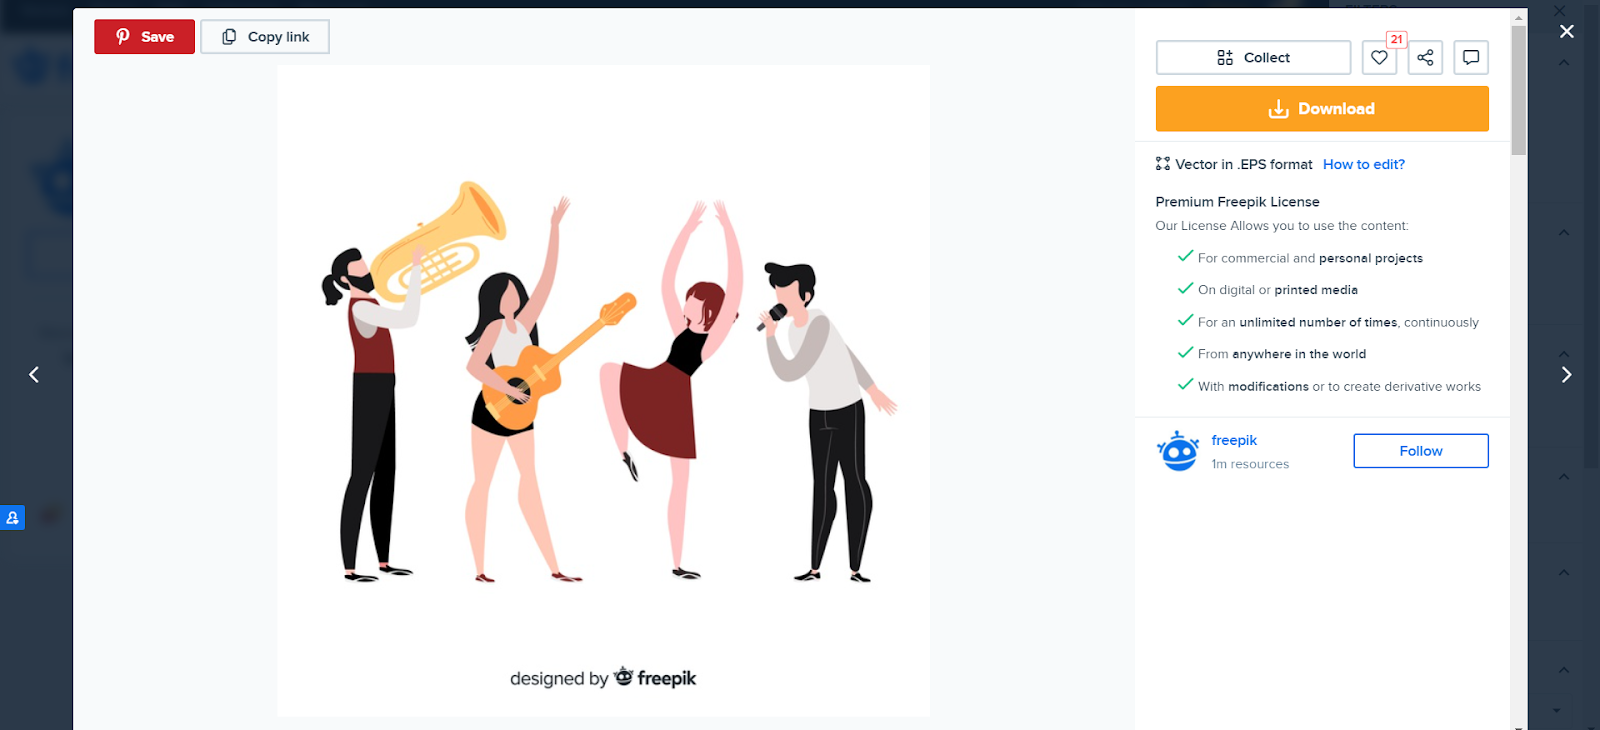 Save
Copy link
designed by freepik
Collect
21
Download
Vector in .EPS format How to edit?
Premium Freepik License
Our License Allows you to use the content:
For commercial and personal projects
On digital or printed media
For an unlimited number of times, continuously
From anywhere in the world
With modifications or to create derivative works
freepik
1m resources
Follow